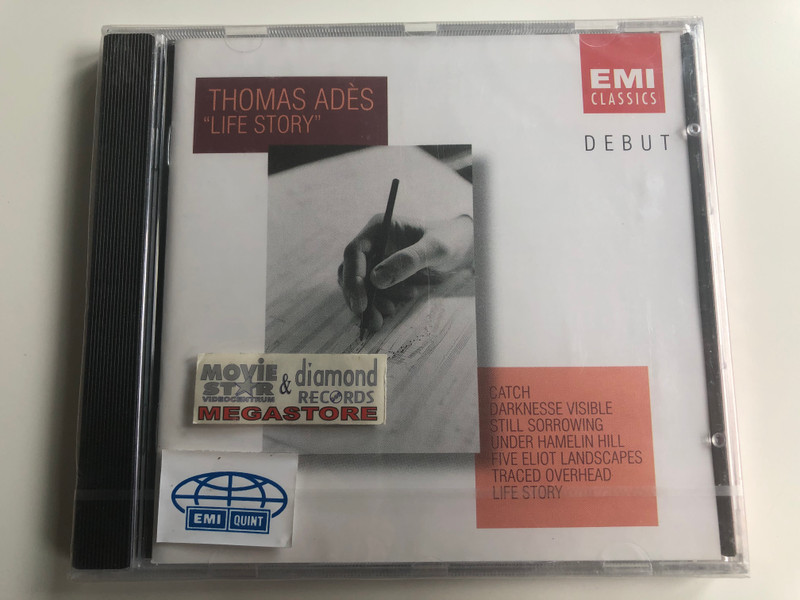 THOMAS ADÈS
"LIFE STORY"
EMI
CLASSICS
DEBUT
MOViE
STAR
VIDEOCENTRUM
&
diamond
RECORDS
MEGASTORE
CATCH
DARKNESSE VISIBLE
STILL SORROWING
UNDER HAMELIN HILL
FIVE ELIOT LANDSCAPES
TRACED OVERHEAD
LIFE STORY
EMI QUINT